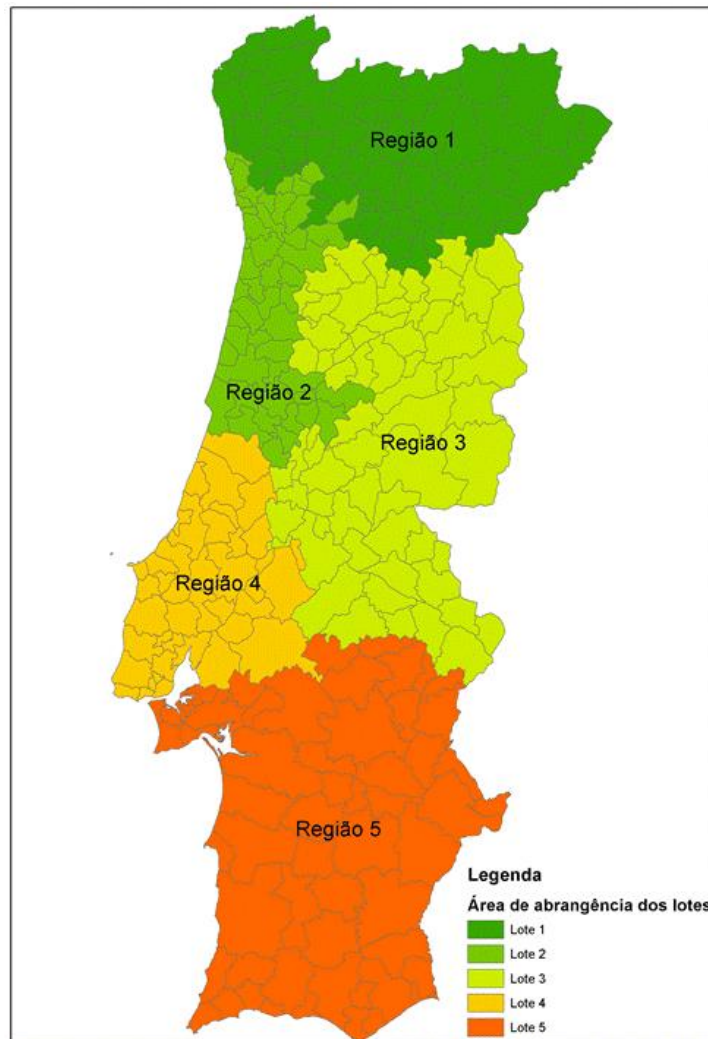 Região 1
Região 2
Região 3
Região 4
Região 5
Legenda
Área de abrangência dos lotes
Lote 1
Lote 2
Lote 3
Lote 4
Lote 5